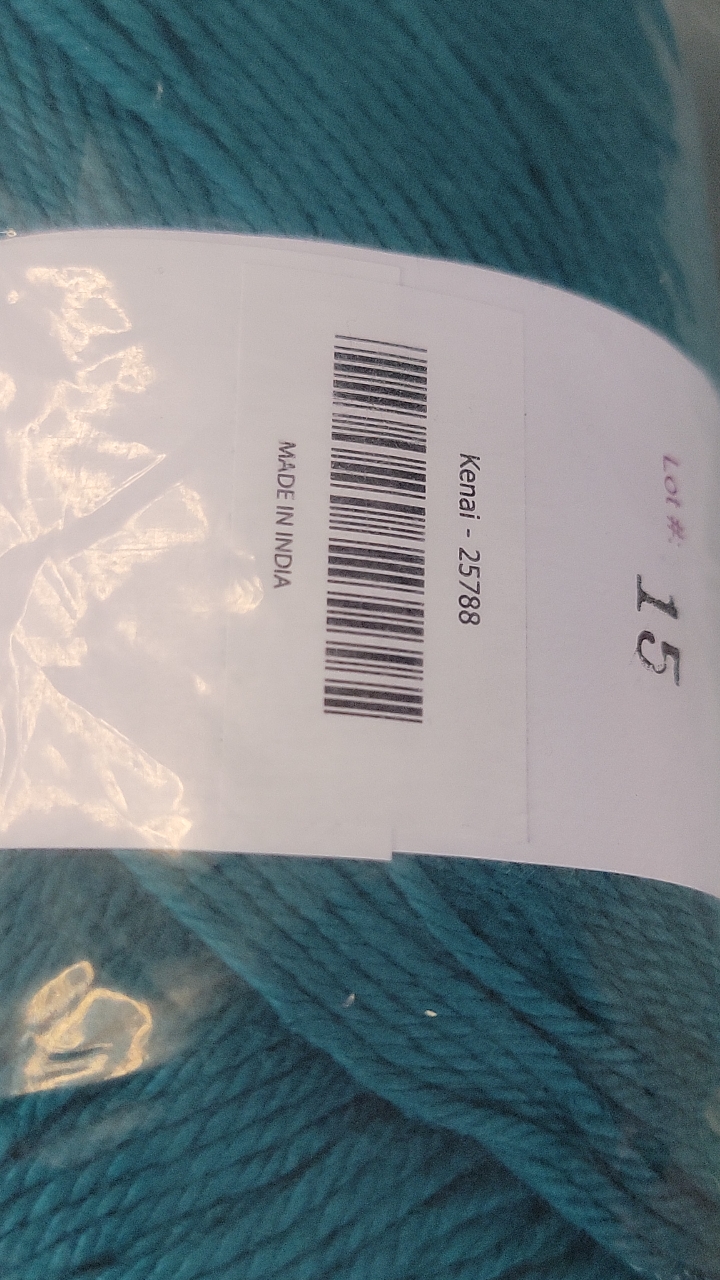 Lot #: 15
Kenai - 25788
MADE IN INDIA